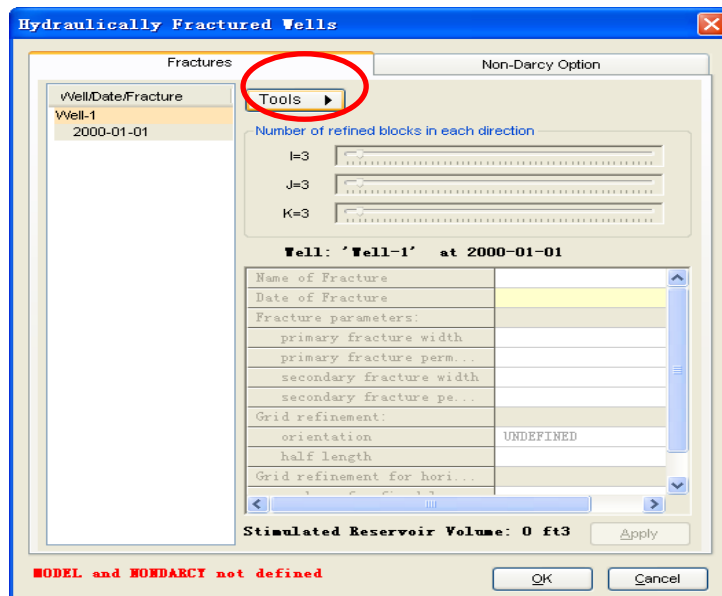 Hydraulically Fractured Wells
Fractures
Non-Darcy Option
Well/Date/Fracture
Well-1
2000-01-01
Tools
Number of refined blocks in each direction
I=3
J=3
K=3
Well: 'Well-1' at 2000-01-01
Name of Fracture
Date of Fracture
Fracture parameters:
primary fracture width
primary fracture perm...
secondary fracture width
secondary fracture pe...
Grid refinement:
orientation UNDEFINED
half length
Grid refinement for hori...
Stimulated Reservoir Volume: 0 ft3
Apply
MODEL and NONDARCY not defined
OK
Cancel